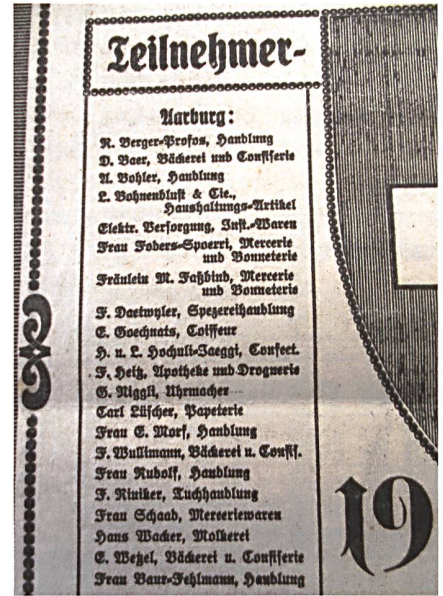 Teilnehmer-
Aarburg:
R. Berger-Profos, Handlung
D. Baer, Bäckerei und Confiserie
A. Bohler, Handlung
L. Bohnenblust & Cie.,
Haushaltungs-Artikel
Elektr. Versorgung, Inst.-Waren
Frau Foders-Spoerri, Mercerie
und Bonneterie
Fräulein M. Faßbind, Mercerie
und Bonneterie
F. Daetwyler, Spezereihandlung
E. Goechnats, Coiffeur
H. u. L. Hochuli-Jaeggi, Confect.
F. Heitz, Apotheke und Droguerie
G. Niggli, Uhrmacher
Carl Lüscher, Papeterie
Frau E. Morf, Handlung
F. Wullimann, Bäckerei u. Confis.
Frau Rudolf, Handlung
F. Riniker, Tuchhandlung
Frau Schaad, Merceriewaren
Hans Wacker, Molkerei
E. Wetzel, Bäckerei u. Confiserie
Frau Baur-Fehlmann, Handlung
19